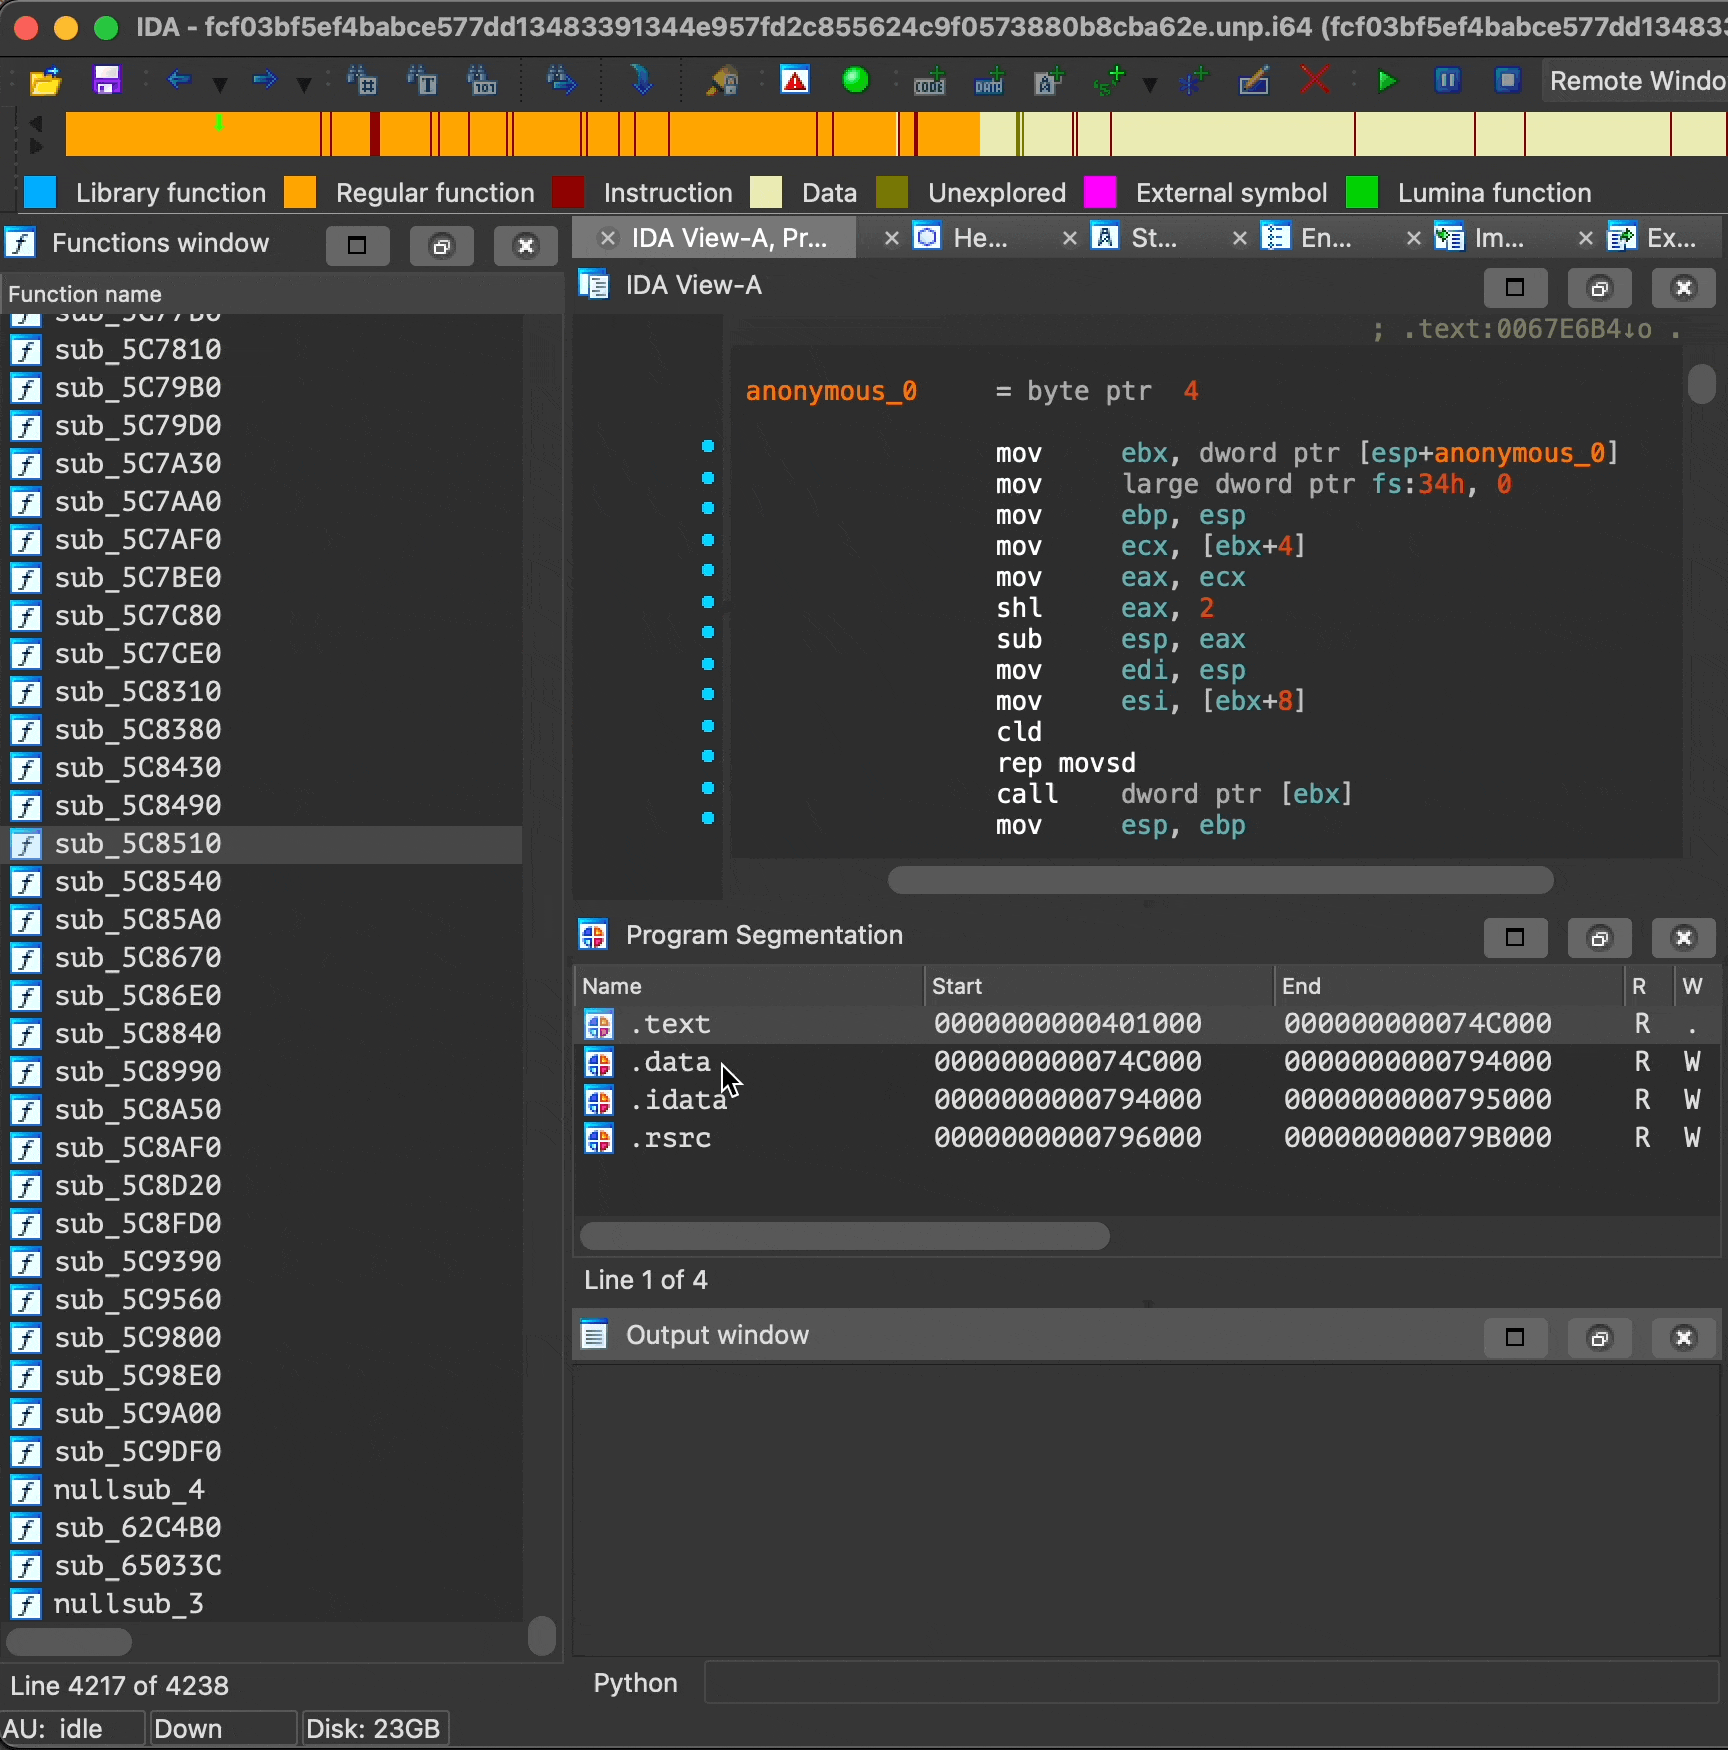 IDA - fcf03bf5ef4babce577dd13483391344e957fd2c855624c9f0573880b8cba62e.unp.i64 (fcf03bf5ef4babce577dd13483
Remote Windo
Library function Regular function Instruction Data Unexplored External symbol Lumina function
Functions window
Function name
sub_5C77B0
sub_5C7810
sub_5C79B0
sub_5C79D0
sub_5C7A30
sub_5C7AA0
sub_5C7AF0
sub_5C7BE0
sub_5C7C80
sub_5C7CE0
sub_5C8310
sub_5C8380
sub_5C8430
sub_5C8490
sub_5C8510
sub_5C8540
sub_5C85A0
sub_5C8670
sub_5C86E0
sub_5C8840
sub_5C8990
sub_5C8A50
sub_5C8AF0
sub_5C8D20
sub_5C8FD0
sub_5C9390
sub_5C9560
sub_5C9800
sub_5C98E0
sub_5C9A00
sub_5C9DF0
nullsub_4
sub_62C4B0
sub_65033C
nullsub_3
Line 4217 of 4238
IDA View-A, Pr... He... St... En... Im... Ex...
IDA View-A
; .text:0067E6B4↓o .
anonymous_0 = byte ptr 4
mov ebx, dword ptr [esp+anonymous_0]
mov large dword ptr fs:34h, 0
mov ebp, esp
mov ecx, [ebx+4]
mov eax, ecx
shl eax, 2
sub esp, eax
mov edi, esp
mov esi, [ebx+8]
cld
rep movsd
call dword ptr [ebx]
mov esp, ebp
Program Segmentation
Name Start End R W
.text 0000000000401000 000000000074C000 R .
.data 000000000074C000 0000000000794000 R W
.idata 0000000000794000 0000000000795000 R W
.rsrc 0000000000796000 000000000079B000 R W
Line 1 of 4
Output window
Python
AU: idle Down Disk: 23GB